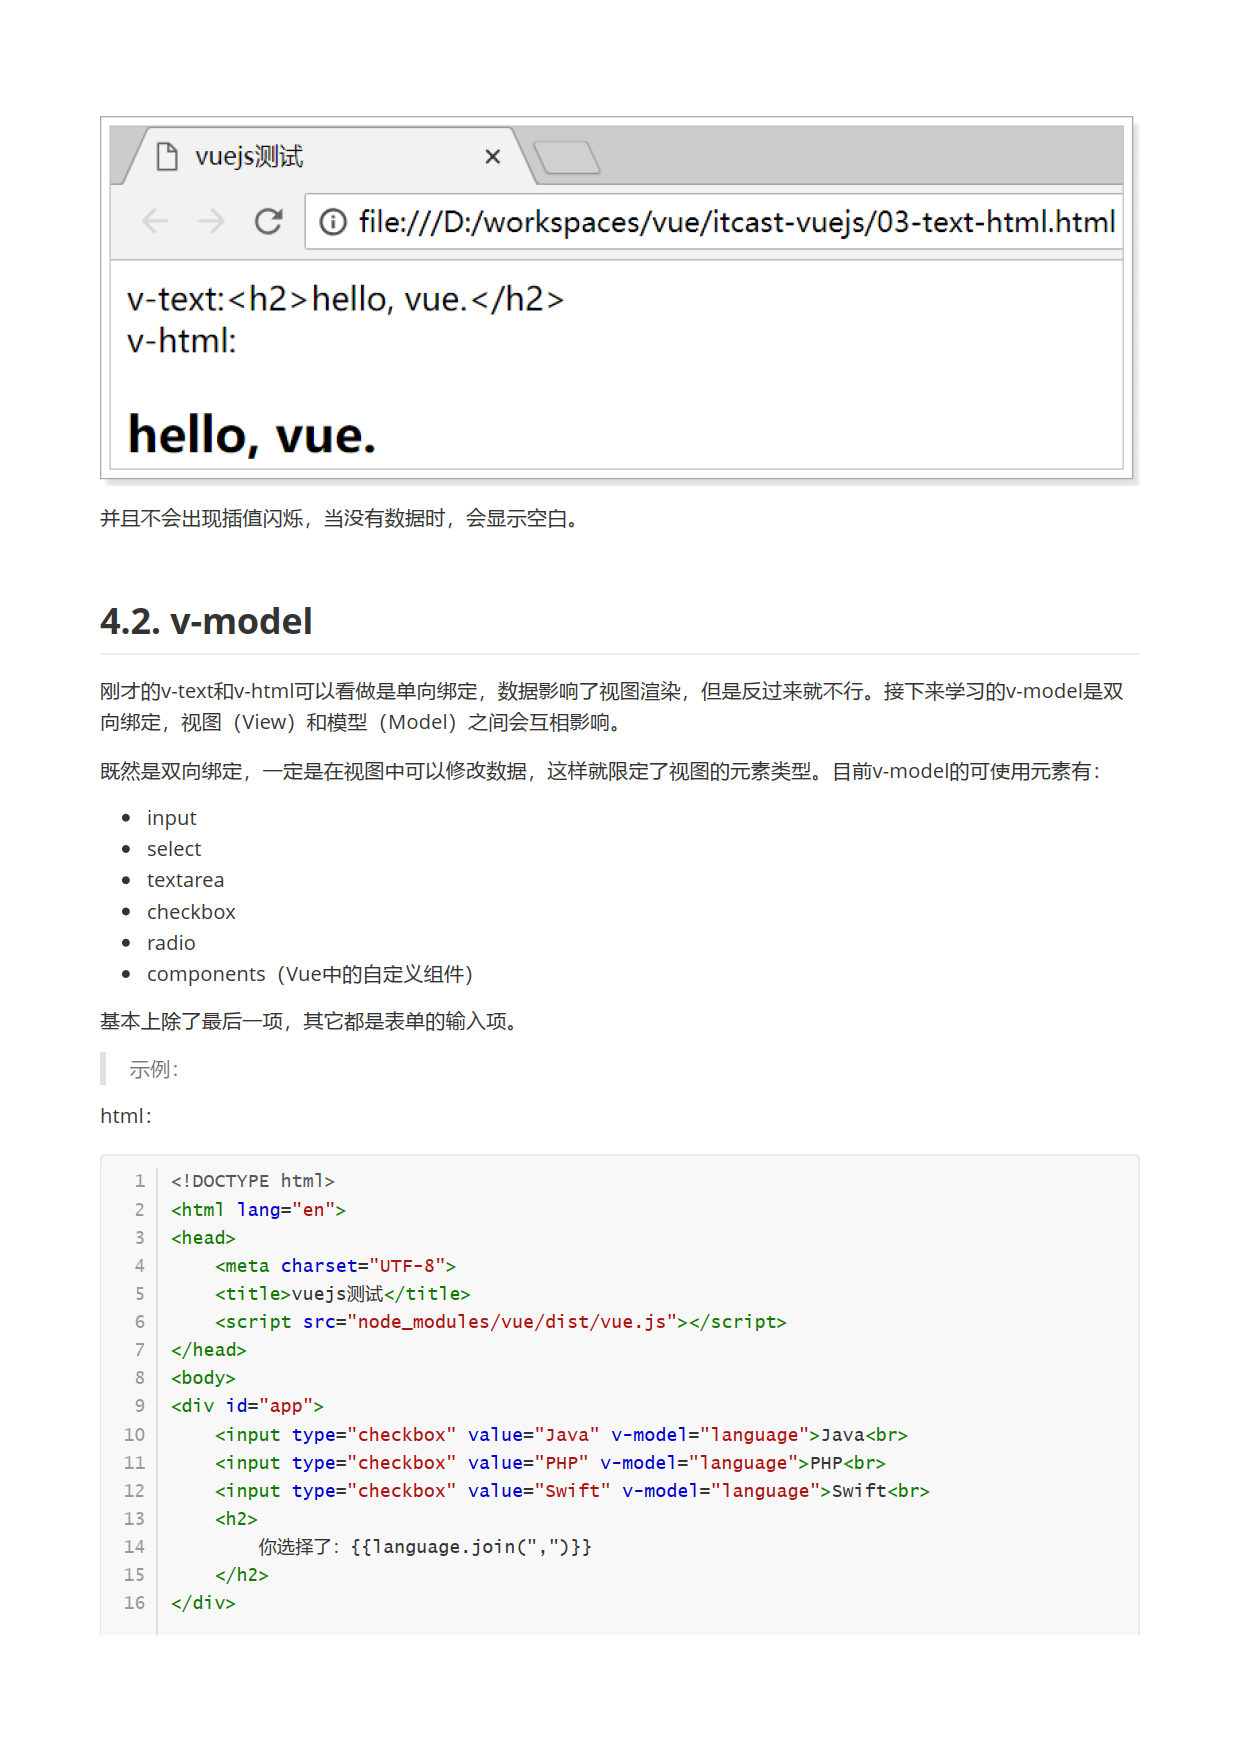 vuejs测试
file:///D:/workspaces/vue/itcast-vuejs/03-text-html.html
v-text:<h2>hello, vue.</h2>
v-html:
hello, vue.
并且不会出现插值闪烁，当没有数据时，会显示空白。
4.2. v-model
刚才的v-text和v-html可以看做是单向绑定，数据影响了视图渲染，但是反过来就不行。接下来学习的v-model是双
向绑定，视图（View）和模型（Model）之间会互相影响。
既然是双向绑定，一定是在视图中可以修改数据，这样就限定了视图的元素类型。目前v-model的可使用元素有：
• input
• select
• textarea
• checkbox
• radio
• components（Vue中的自定义组件）
基本上除了最后一项，其它都是表单的输入项。
示例：
html：
1 <!DOCTYPE html>
2 <html lang="en">
3 <head>
4     <meta charset="UTF-8">
5     <title>vuejs测试</title>
6     <script src="node_modules/vue/dist/vue.js"></script>
7 </head>
8 <body>
9 <div id="app">
10     <input type="checkbox" value="Java" v-model="language">Java<br>
11     <input type="checkbox" value="PHP" v-model="language">PHP<br>
12     <input type="checkbox" value="Swift" v-model="language">Swift<br>
13     <h2>
14         你选择了：{{language.join(",")}}
15     </h2>
16 </div>